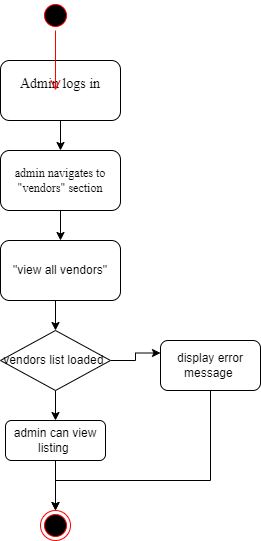 Admin logs in
admin navigates to
"vendors" section
"view all vendors"
vendors list loaded
display error
message
admin can view
listing